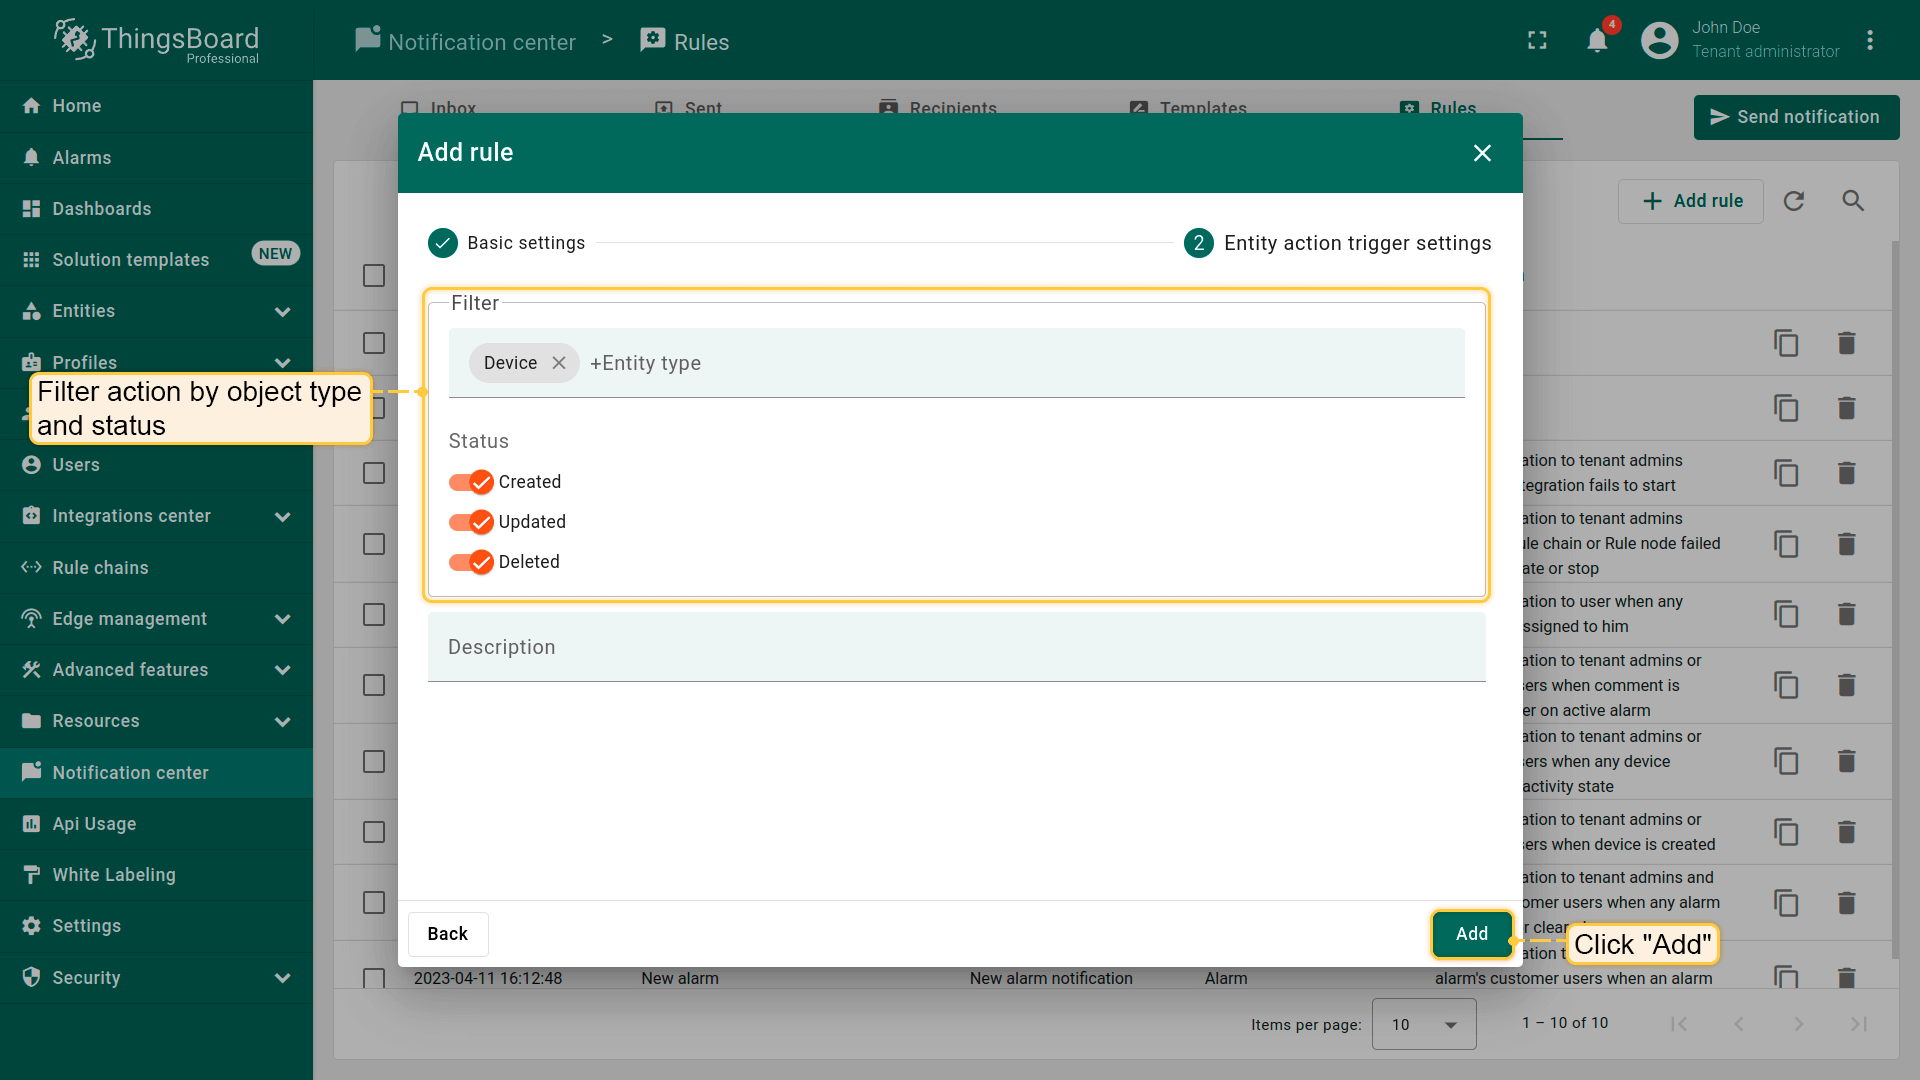 ThingsBoard
Professional
Notification center > Rules
4
John Doe
Tenant administrator
Home
Alarms
Dashboards
Solution templates NEW
Entities
Profiles
Users
Integrations center
Rule chains
Edge management
Advanced features
Resources
Notification center
Api Usage
White Labeling
Settings
Security
Inbox Sent Recipients Templates Rules
Send notification
Add rule
Add rule
Basic settings
2 Entity action trigger settings
Filter
Device +Entity type
Status
Created
Updated
Deleted
Description
Back
Add
Filter action by object type
and status
Click "Add"
ation to tenant admins
tegration fails to start
ation to tenant admins
ule chain or Rule node failed
ate or stop
ation to user when any
ssigned to him
ation to tenant admins or
sers when comment is
er on active alarm
ation to tenant admins or
sers when any device
activity state
ation to tenant admins or
sers when device is created
ation to tenant admins and
omer users when any alarm
r clear
ation t
2023-04-11 16:12:48 New alarm New alarm notification Alarm alarm's customer users when an alarm
Items per page: 10 1 – 10 of 10